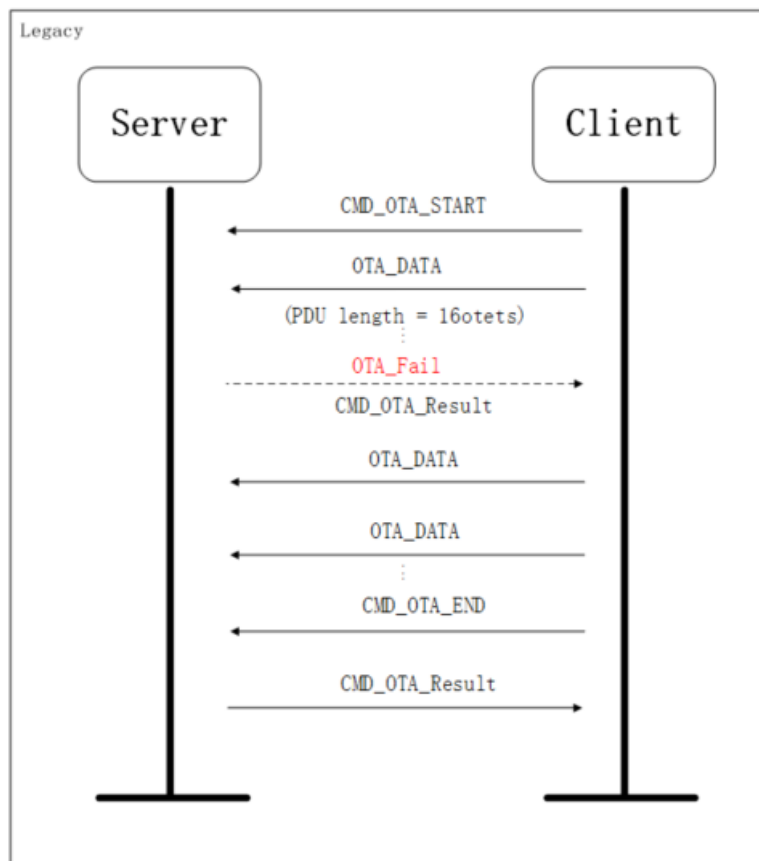 Legacy
Server
Client
CMD_OTA_START
OTA_DATA
(PDU length = 16otets)
OTA_Fail
CMD_OTA_Result
OTA_DATA
OTA_DATA
CMD_OTA_END
CMD_OTA_Result